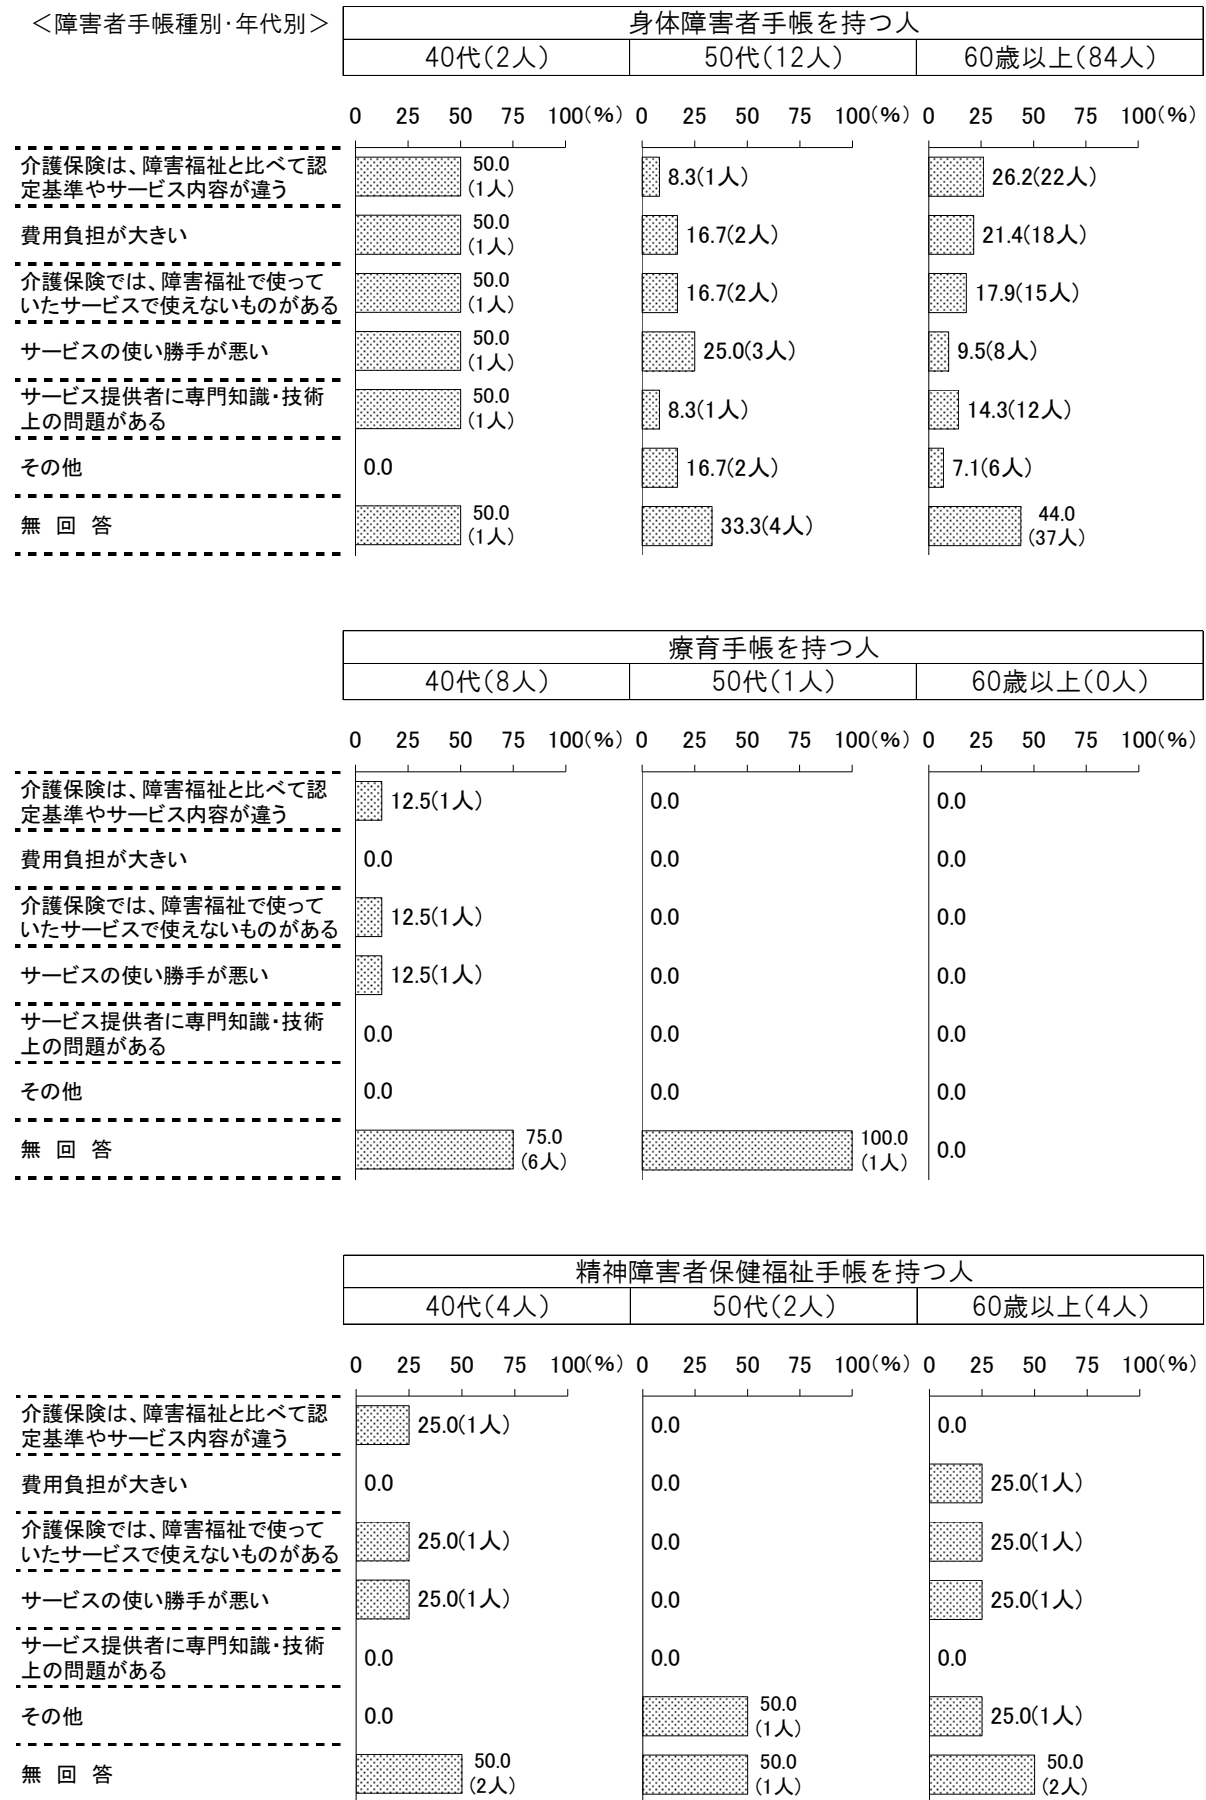 ＜障害者手帳種別･年代別＞
身体障害者手帳を持つ人
40代(2人) 50代(12人) 60歳以上(84人)
0 25 50 75 100(%) 0 25 50 75 100(%) 0 25 50 75 100(%)
介護保険は、障害福祉と比べて認
定基準やサービス内容が違う
50.0
(1人)
8.3(1人)
26.2(22人)
費用負担が大きい
50.0
(1人)
16.7(2人)
21.4(18人)
介護保険では、障害福祉で使って
いたサービスで使えないものがある
50.0
(1人)
16.7(2人)
17.9(15人)
サービスの使い勝手が悪い
50.0
(1人)
25.0(3人)
9.5(8人)
サービス提供者に専門知識・技術
上の問題がある
50.0
(1人)
8.3(1人)
14.3(12人)
その他
0.0
16.7(2人)
7.1(6人)
無 回 答
50.0
(1人)
33.3(4人)
44.0
(37人)
療育手帳を持つ人
40代(8人) 50代(1人) 60歳以上(0人)
0 25 50 75 100(%) 0 25 50 75 100(%) 0 25 50 75 100(%)
介護保険は、障害福祉と比べて認
定基準やサービス内容が違う
12.5(1人)
0.0
0.0
費用負担が大きい
0.0
0.0
0.0
介護保険では、障害福祉で使って
いたサービスで使えないものがある
12.5(1人)
0.0
0.0
サービスの使い勝手が悪い
12.5(1人)
0.0
0.0
サービス提供者に専門知識・技術
上の問題がある
0.0
0.0
0.0
その他
0.0
0.0
0.0
無 回 答
75.0
(6人)
100.0
(1人)
0.0
精神障害者保健福祉手帳を持つ人
40代(4人) 50代(2人) 60歳以上(4人)
0 25 50 75 100(%) 0 25 50 75 100(%) 0 25 50 75 100(%)
介護保険は、障害福祉と比べて認
定基準やサービス内容が違う
25.0(1人)
0.0
0.0
費用負担が大きい
0.0
0.0
25.0(1人)
介護保険では、障害福祉で使って
いたサービスで使えないものがある
25.0(1人)
0.0
25.0(1人)
サービスの使い勝手が悪い
25.0(1人)
0.0
25.0(1人)
サービス提供者に専門知識・技術
上の問題がある
0.0
0.0
0.0
その他
0.0
50.0
(1人)
25.0(1人)
無 回 答
50.0
(2人)
50.0
(1人)
50.0
(2人)